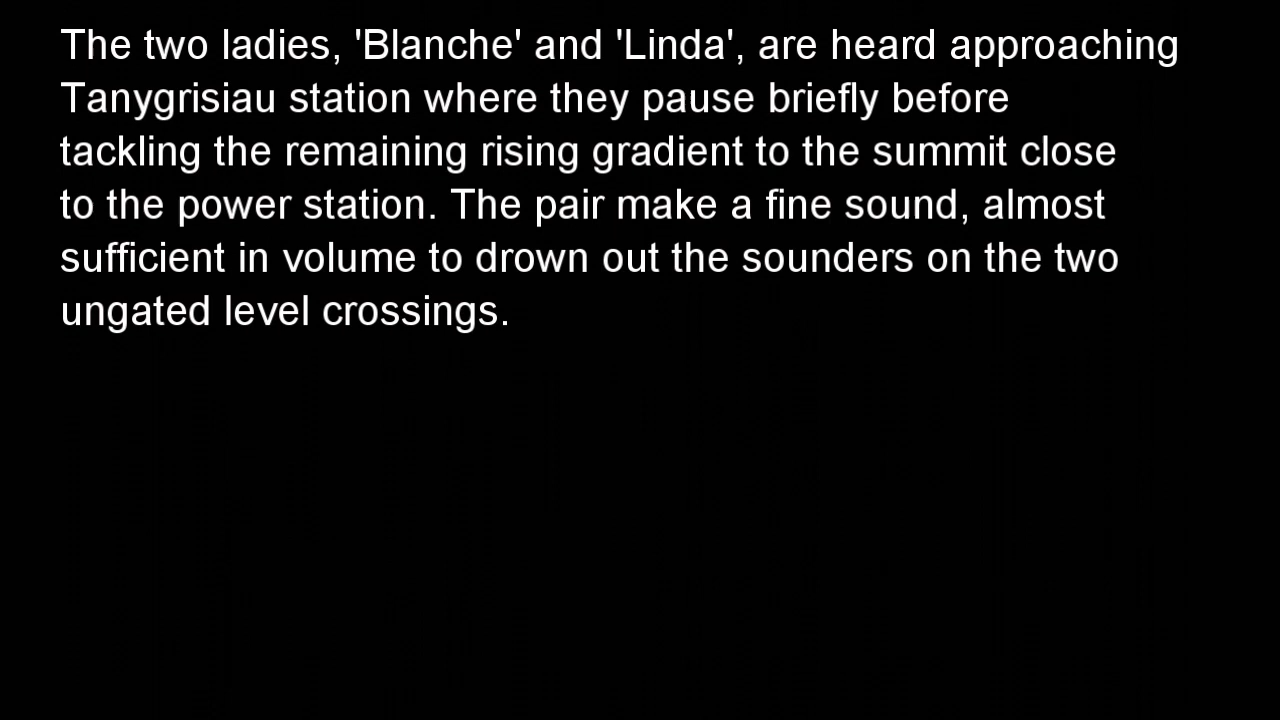 The two ladies, 'Blanche' and 'Linda', are heard approaching
Tanygrisiau station where they pause briefly before
tackling the remaining rising gradient to the summit close
to the power station. The pair make a fine sound, almost
sufficient in volume to drown out the sounders on the two
ungated level crossings.